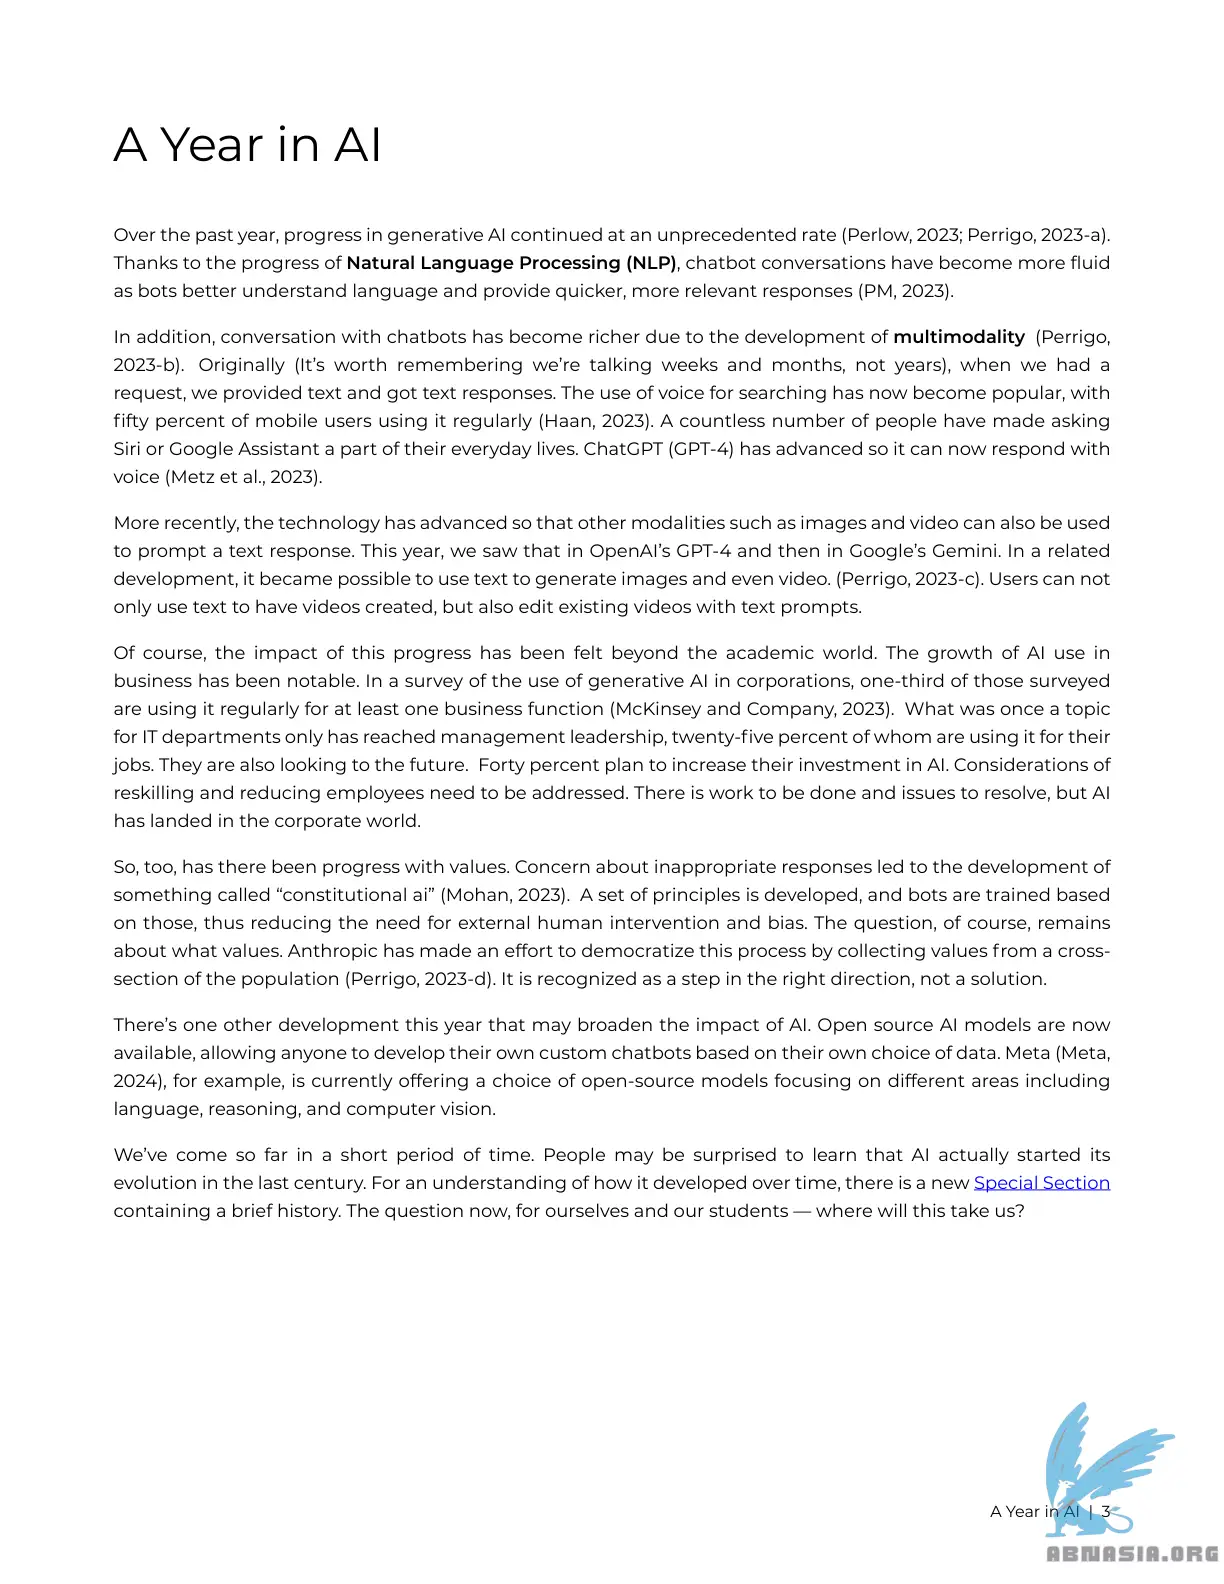 A Year in AI
Over the past year, progress in generative AI continued at an unprecedented rate (Perlow, 2023; Perrigo, 2023-a).
Thanks to the progress of Natural Language Processing (NLP), chatbot conversations have become more fluid
as bots better understand language and provide quicker, more relevant responses (PM, 2023).
In addition, conversation with chatbots has become richer due to the development of multimodality (Perrigo,
2023-b). Originally (It’s worth remembering we’re talking weeks and months, not years), when we had a
request, we provided text and got text responses. The use of voice for searching has now become popular, with
fifty percent of mobile users using it regularly (Haan, 2023). A countless number of people have made asking
Siri or Google Assistant a part of their everyday lives. ChatGPT (GPT-4) has advanced so it can now respond with
voice (Metz et al., 2023).
More recently, the technology has advanced so that other modalities such as images and video can also be used
to prompt a text response. This year, we saw that in OpenAI’s GPT-4 and then in Google’s Gemini. In a related
development, it became possible to use text to generate images and even video. (Perrigo, 2023-c). Users can not
only use text to have videos created, but also edit existing videos with text prompts.
Of course, the impact of this progress has been felt beyond the academic world. The growth of AI use in
business has been notable. In a survey of the use of generative AI in corporations, one-third of those surveyed
are using it regularly for at least one business function (McKinsey and Company, 2023). What was once a topic
for IT departments only has reached management leadership, twenty-five percent of whom are using it for their
jobs. They are also looking to the future. Forty percent plan to increase their investment in AI. Considerations of
reskilling and reducing employees need to be addressed. There is work to be done and issues to resolve, but AI
has landed in the corporate world.
So, too, has there been progress with values. Concern about inappropriate responses led to the development of
something called “constitutional ai” (Mohan, 2023). A set of principles is developed, and bots are trained based
on those, thus reducing the need for external human intervention and bias. The question, of course, remains
about what values. Anthropic has made an effort to democratize this process by collecting values from a cross-
section of the population (Perrigo, 2023-d). It is recognized as a step in the right direction, not a solution.
There’s one other development this year that may broaden the impact of AI. Open source AI models are now
available, allowing anyone to develop their own custom chatbots based on their own choice of data. Meta (Meta,
2024), for example, is currently offering a choice of open-source models focusing on different areas including
language, reasoning, and computer vision.
We’ve come so far in a short period of time. People may be surprised to learn that AI actually started its
evolution in the last century. For an understanding of how it developed over time, there is a new Special Section
containing a brief history. The question now, for ourselves and our students — where will this take us?
A Year in AI | 3
ABNASIA.ORG